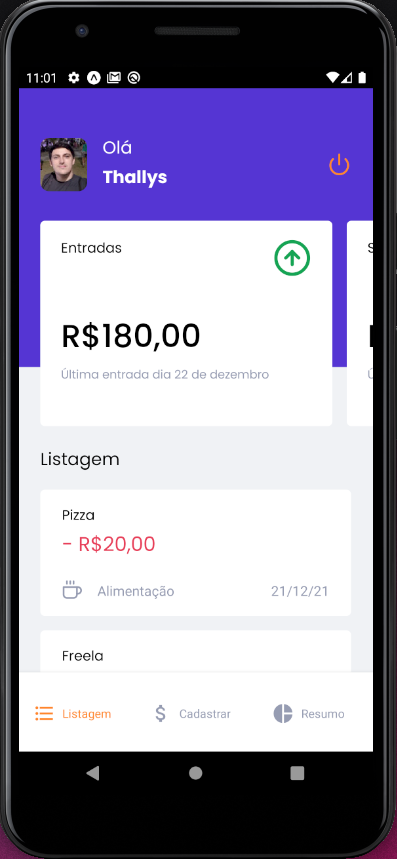 11:01
Olá
Thallys
Entradas
R$180,00
Última entrada dia 22 de dezembro
Listagem
Pizza
- R$20,00
Alimentação 21/12/21
Freela
Listagem Cadastrar Resumo